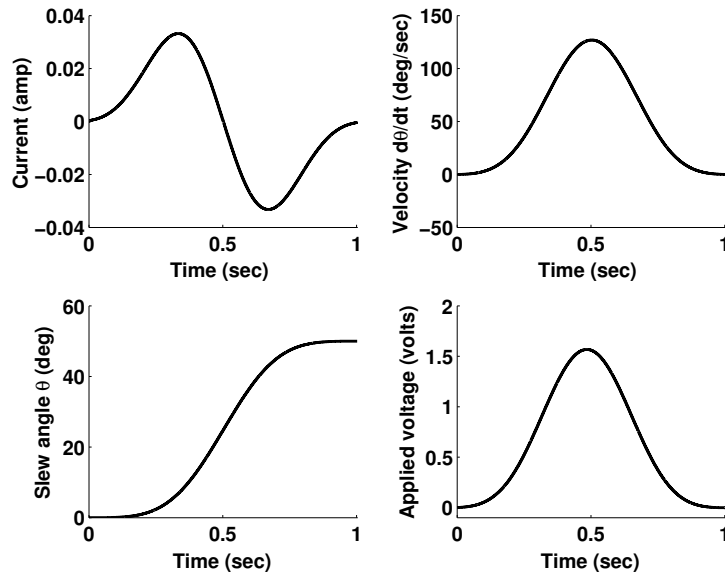 0.04
0.02
0
−0.02
−0.04
0 0.5 1
Current (amp)
Time (sec)
150
100
50
0
−50
0 0.5 1
Velocity dθ/dt (deg/sec)
Time (sec)
60
40
20
0
0 0.5 1
Slew angle θ (deg)
Time (sec)
2
1.5
1
0.5
0
0 0.5 1
Applied voltage (volts)
Time (sec)